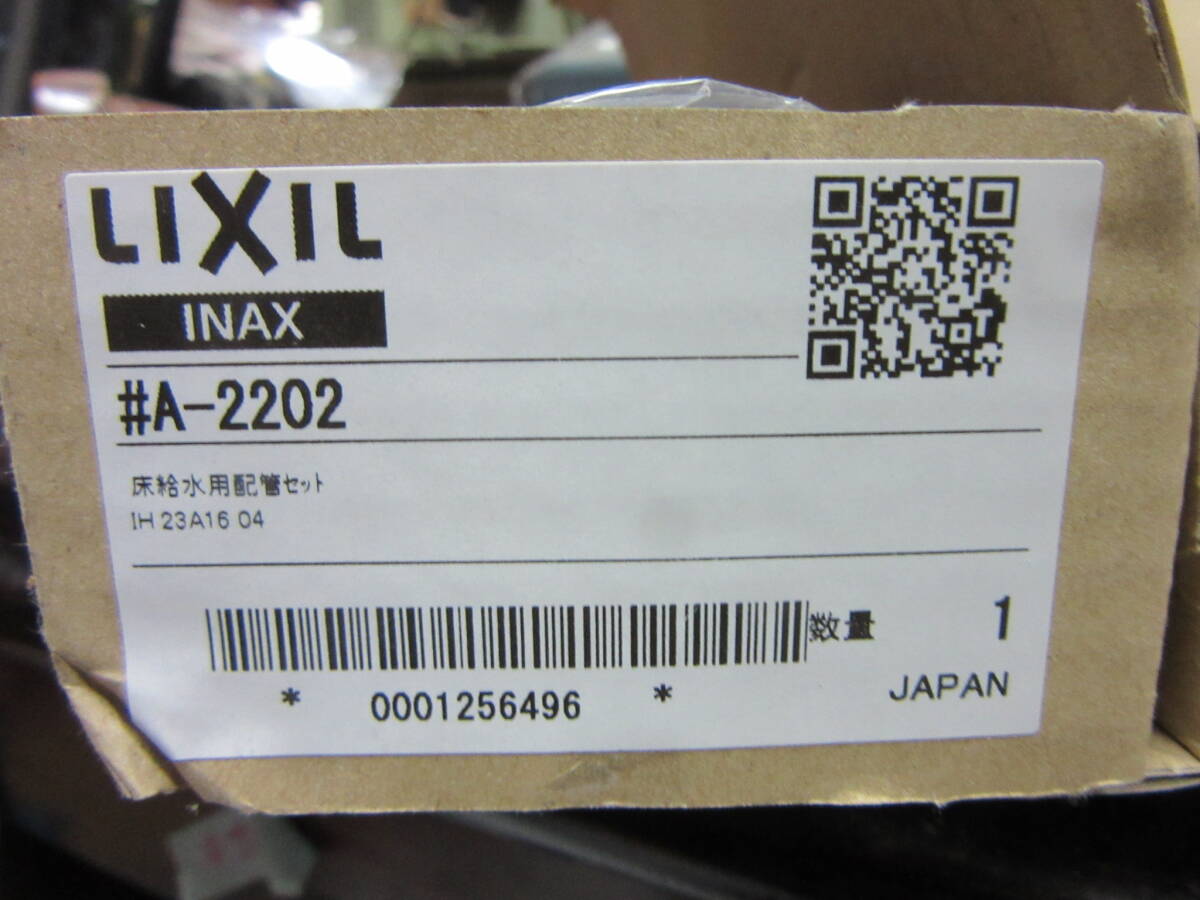 LIXIL
INAX
#A-2202
床給水用配管セット
IH 23A16 04
数量 1
* 0001256496 *
JAPAN